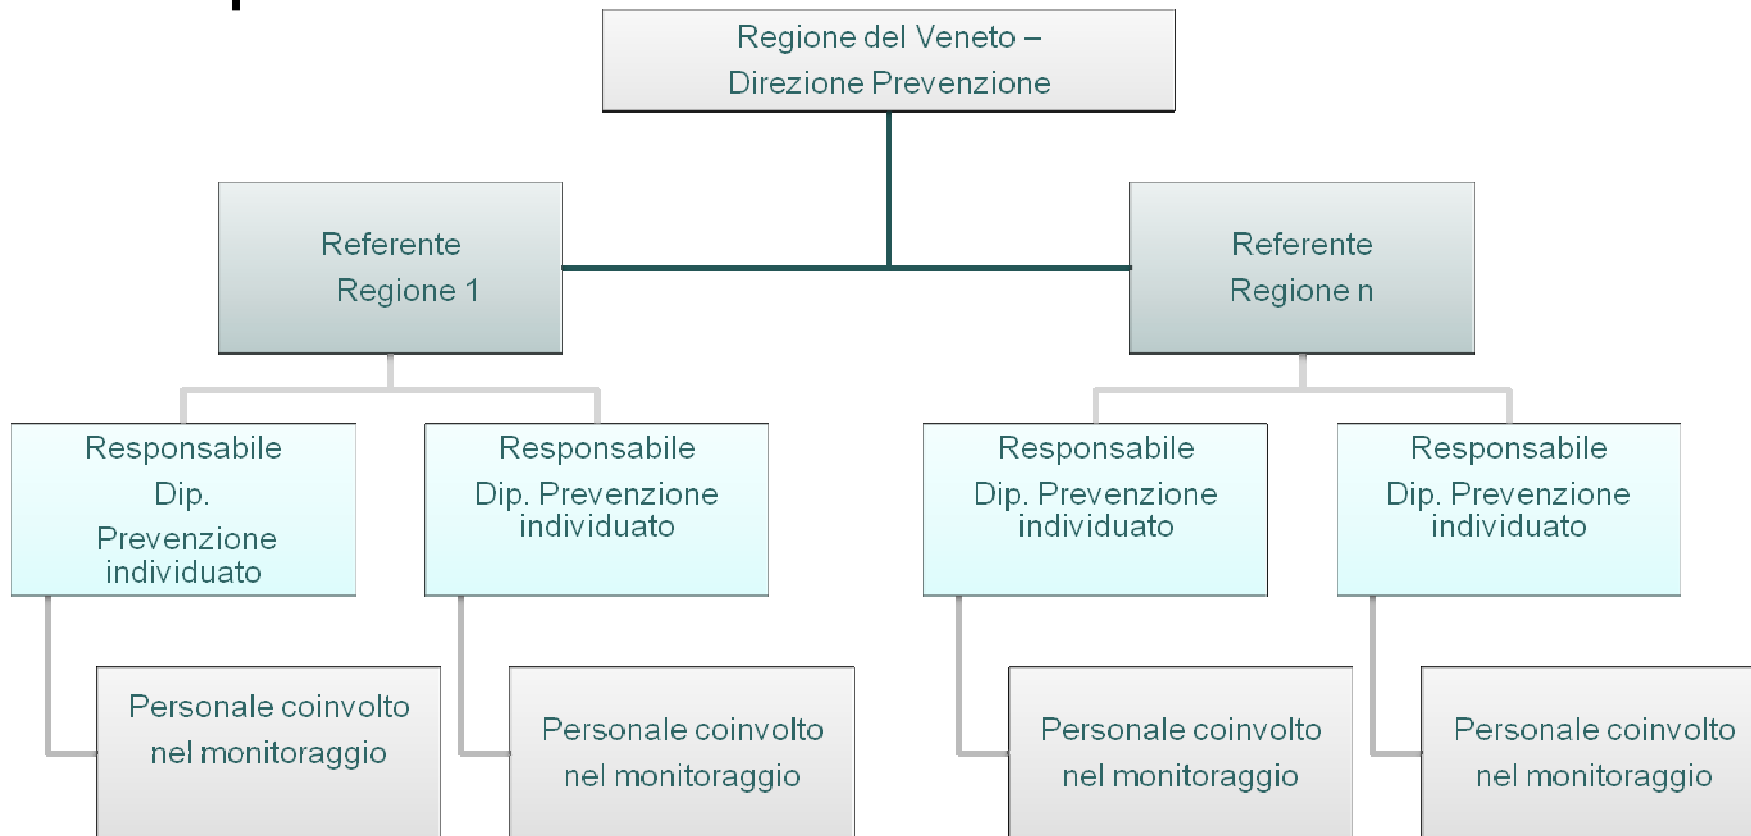 Regione del Veneto –
Direzione Prevenzione
Referente
Regione 1
Referente
Regione n
Responsabile
Dip.
Prevenzione
individuato
Responsabile
Dip. Prevenzione
individuato
Responsabile
Dip. Prevenzione
individuato
Responsabile
Dip. Prevenzione
individuato
Personale coinvolto
nel monitoraggio
Personale coinvolto
nel monitoraggio
Personale coinvolto
nel monitoraggio
Personale coinvolto
nel monitoraggio